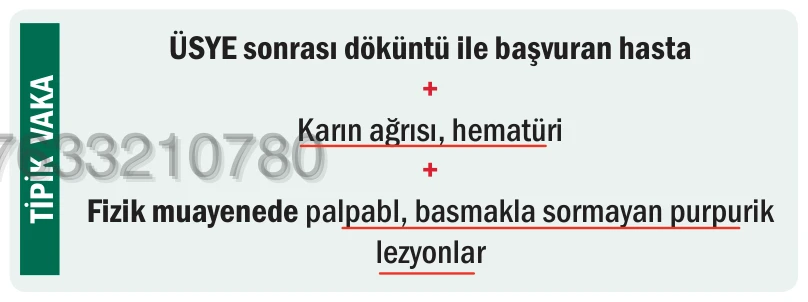 TİPİK VAKA
ÜSYE sonrası döküntü ile başvuran hasta
+
Karın ağrısı, hematüri
+
Fizik muayenede palpabl, basmakla sormayan purpurik
lezyonlar
33210780